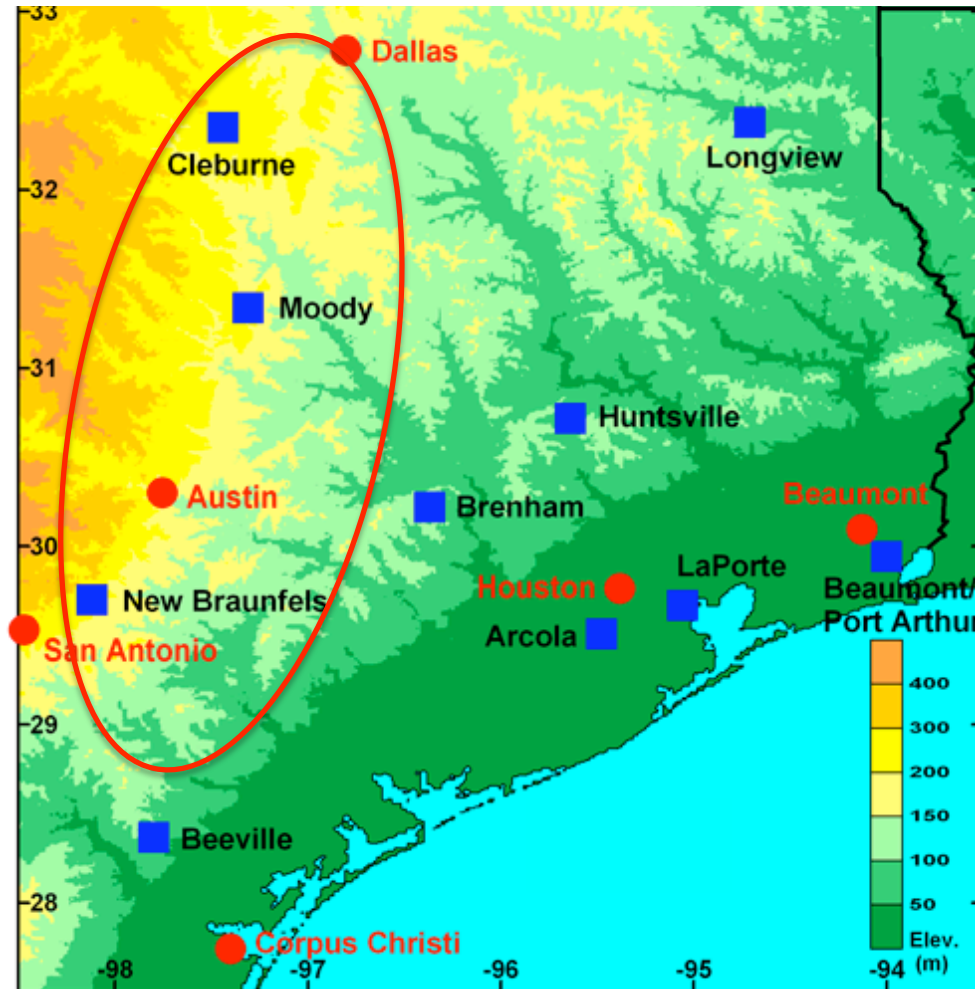 33
Dallas
Cleburne
Longview
32
Moody
31
Huntsville
Austin
Brenham
Beaumont
30
LaPorte
Houston
New Braunfels
Beaumont/
Port Arthur
Arcola
San Antonio
400
29
300
200
150
Beeville
100
28
50
Elev.
(m)
Corpus Christi
-98
-97
-96
-95
-94